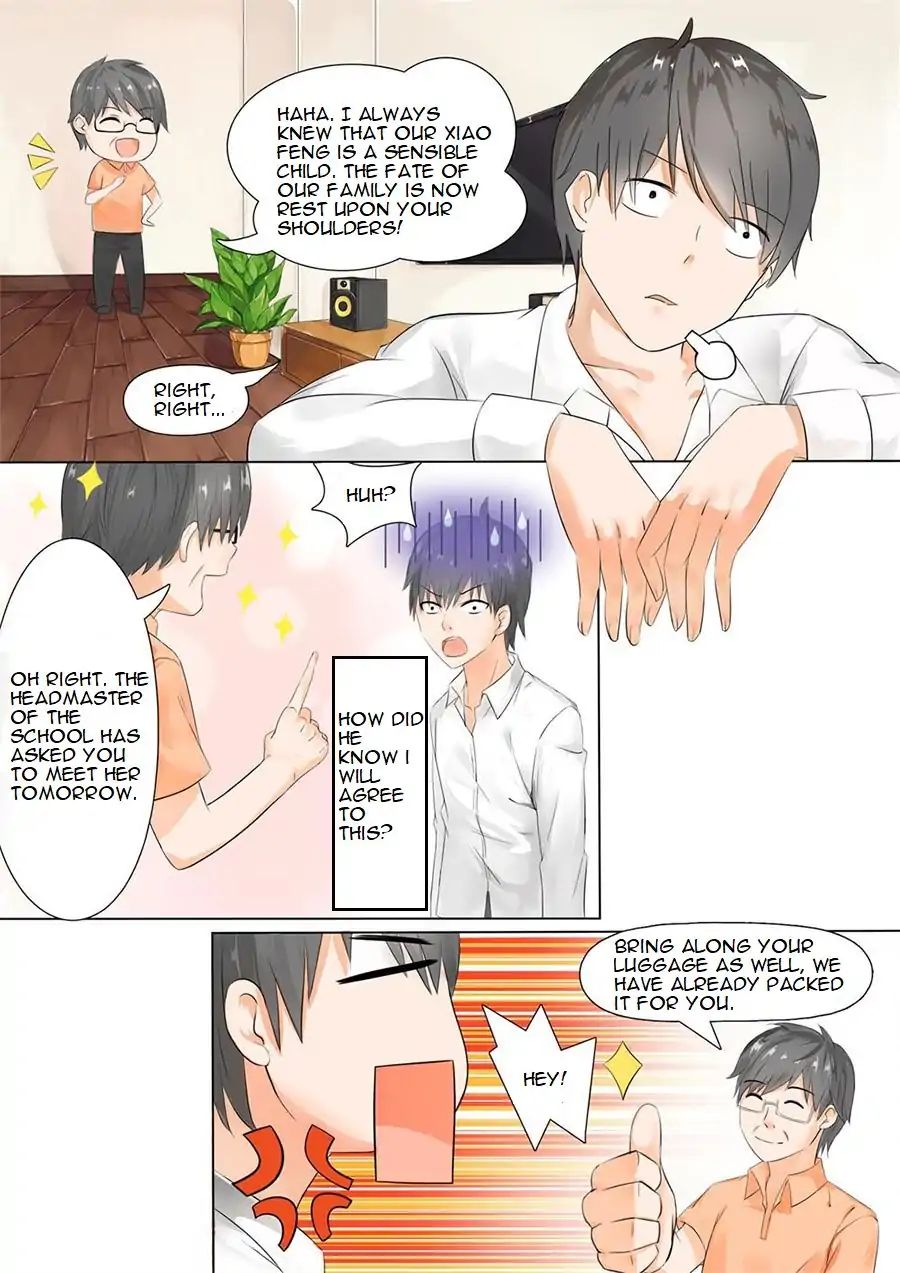 HAHA. I ALWAYS
KNEW THAT OUR XIAO
FENG IS A SENSIBLE
CHILD. THE FATE OF
OUR FAMILY IS NOW
REST UPON YOUR
SHOULDERS!
RIGHT,
RIGHT...
HUH?
OH RIGHT. THE
HEADMASTER
OF THE
SCHOOL HAS
ASKED YOU
TO MEET HER
TOMORROW.
HOW DID
HE
KNOW I
WILL
AGREE
TO
THIS?
BRING ALONG YOUR
LUGGAGE AS WELL, WE
HAVE ALREADY PACKED
IT FOR YOU.
HEY!